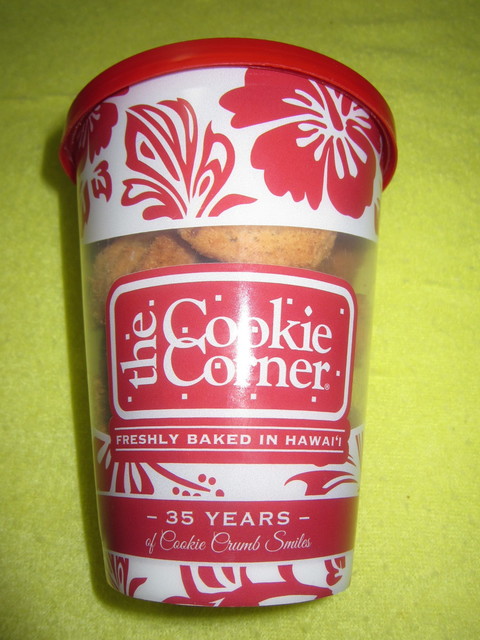 the Cookie
Corner®
FRESHLY BAKED IN HAWAI‘I
– 35 YEARS –
of Cookie Crumb Smiles